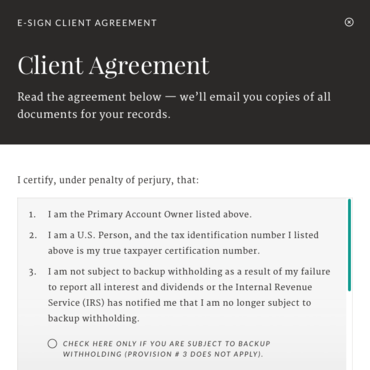 E-SIGN CLIENT AGREEMENT
Client Agreement
Read the agreement below — we’ll email you copies of all
documents for your records.
I certify, under penalty of perjury, that:
1. I am the Primary Account Owner listed above.
2. I am a U.S. Person, and the tax identification number I listed
above is my true taxpayer certification number.
3. I am not subject to backup withholding as a result of my failure
to report all interest and dividends or the Internal Revenue
Service (IRS) has notified me that I am no longer subject to
backup withholding.
CHECK HERE ONLY IF YOU ARE SUBJECT TO BACKUP
WITHHOLDING (PROVISION # 3 DOES NOT APPLY).